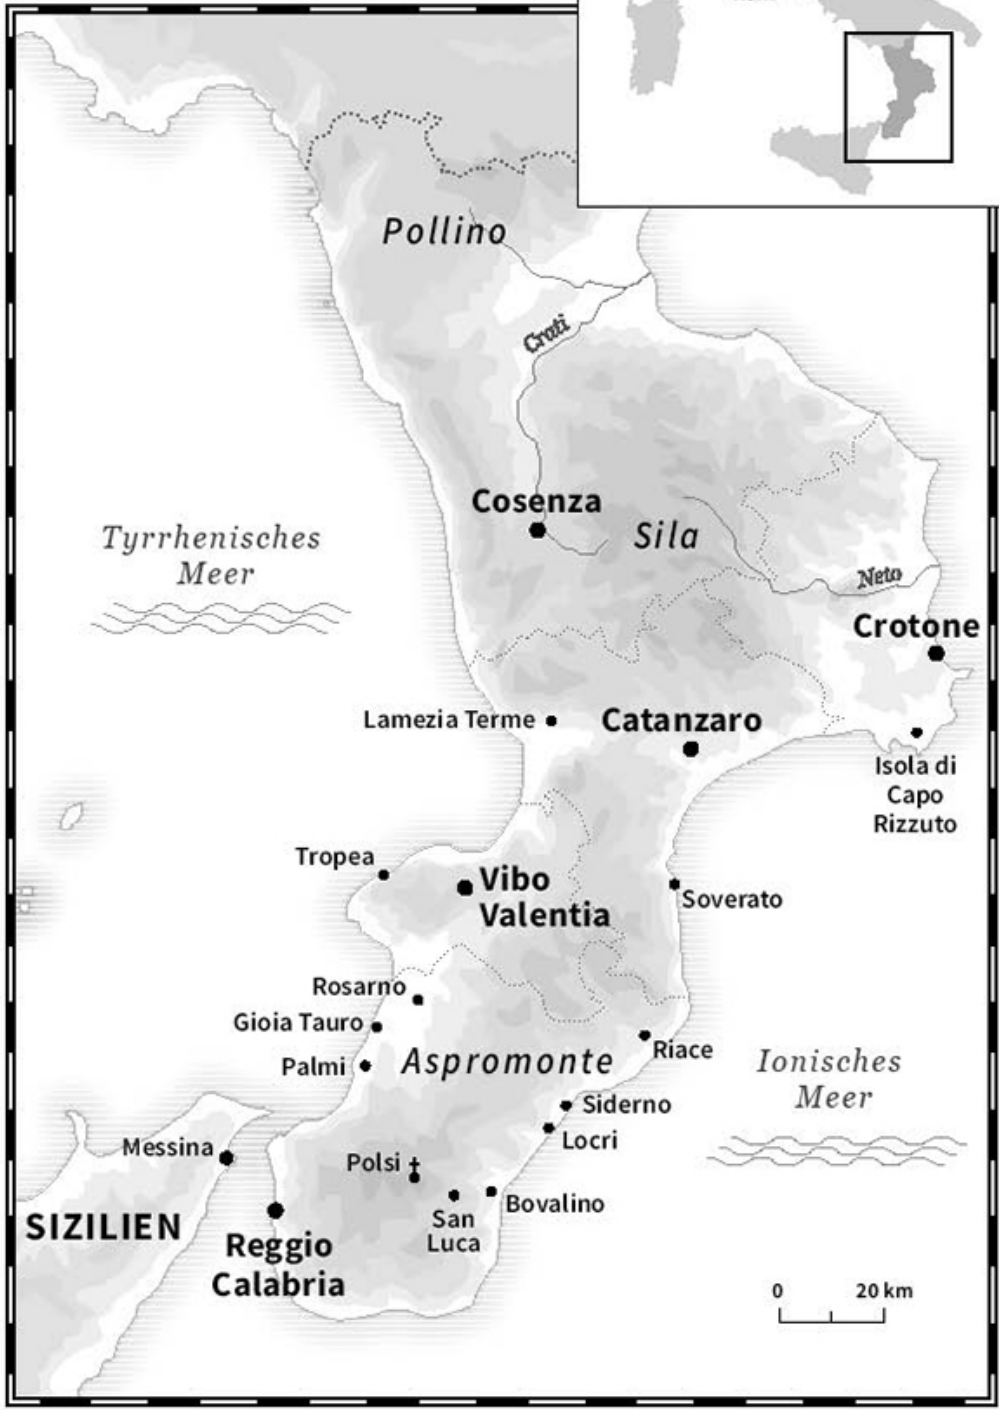 Pollino
Crati
Cosenza
Sila
Tyrrhenisches
Meer
Neto
Crotone
Lamezia Terme
Catanzaro
Isola di
Capo
Rizzuto
Tropea
Vibo
Valentia
Soverato
Rosarno
Gioia Tauro
Palmi
Aspromonte
Riace
Ionisches
Meer
Siderno
Locri
Messina
Polsi
Bovalino
San
Luca
SIZILIEN
Reggio
Calabria
0 20 km